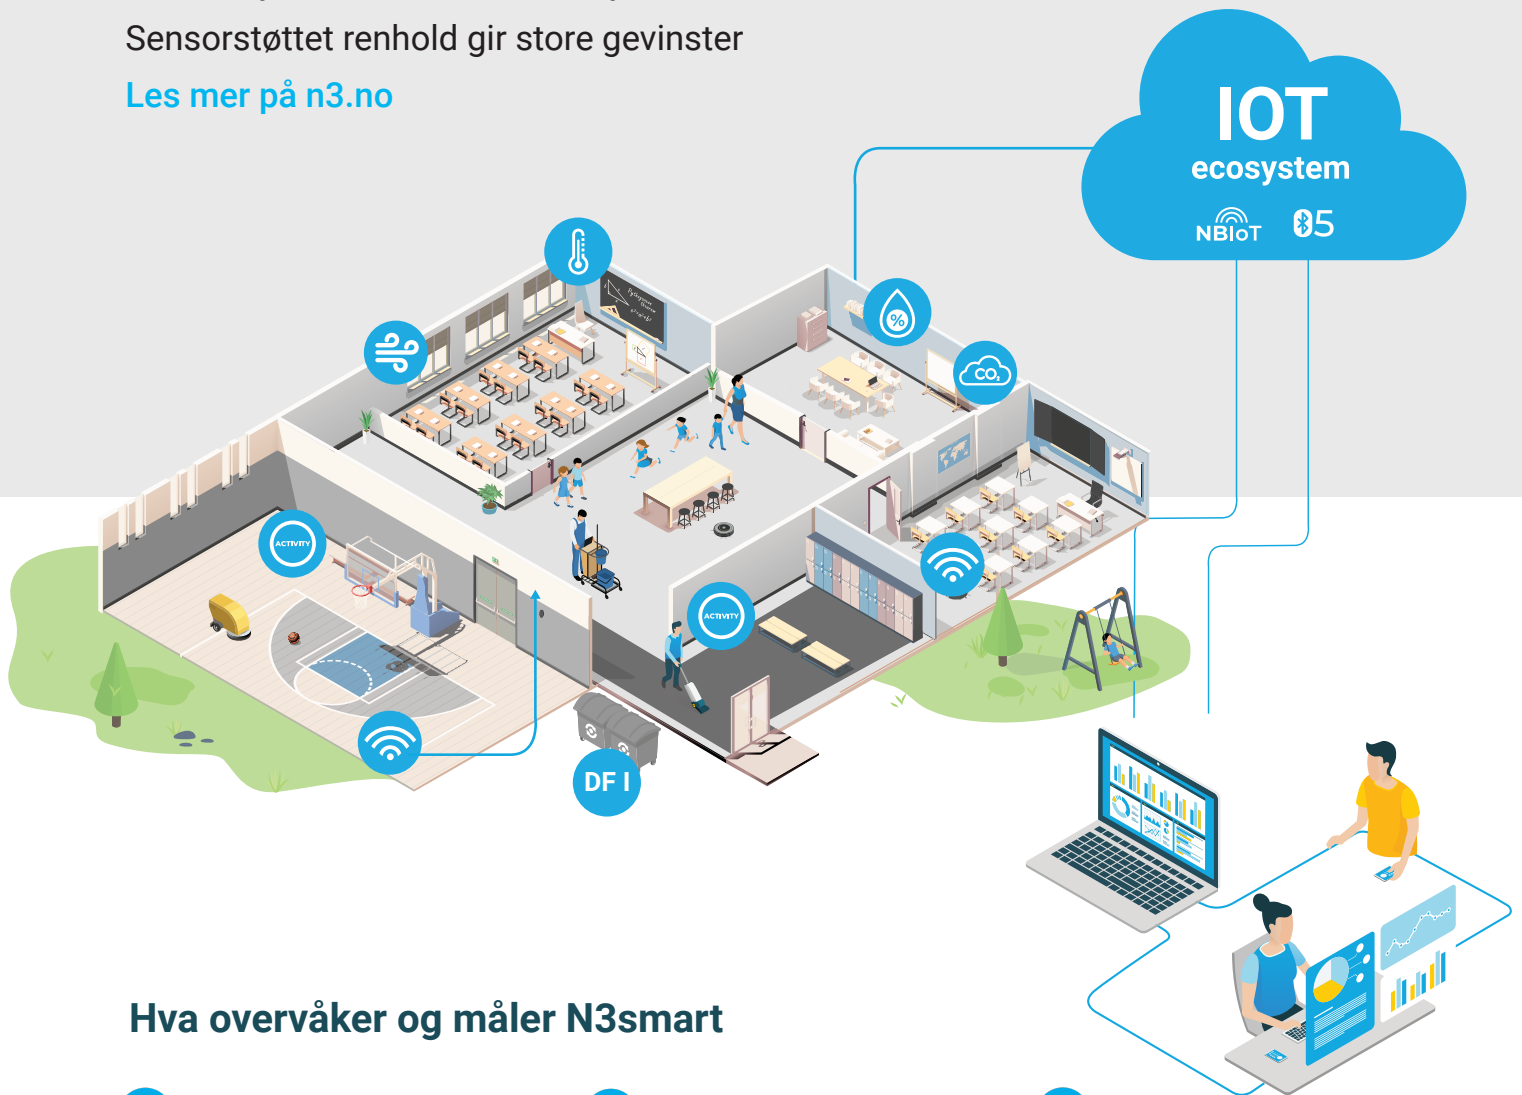 Sensorstøttet renhold gir store gevinster
Les mer på n3.no
IOT
ecosystem
NBIoT
5
%
CO₂
ACTIVITY
ACTIVITY
DF I
Hva overvåker og måler N3smart